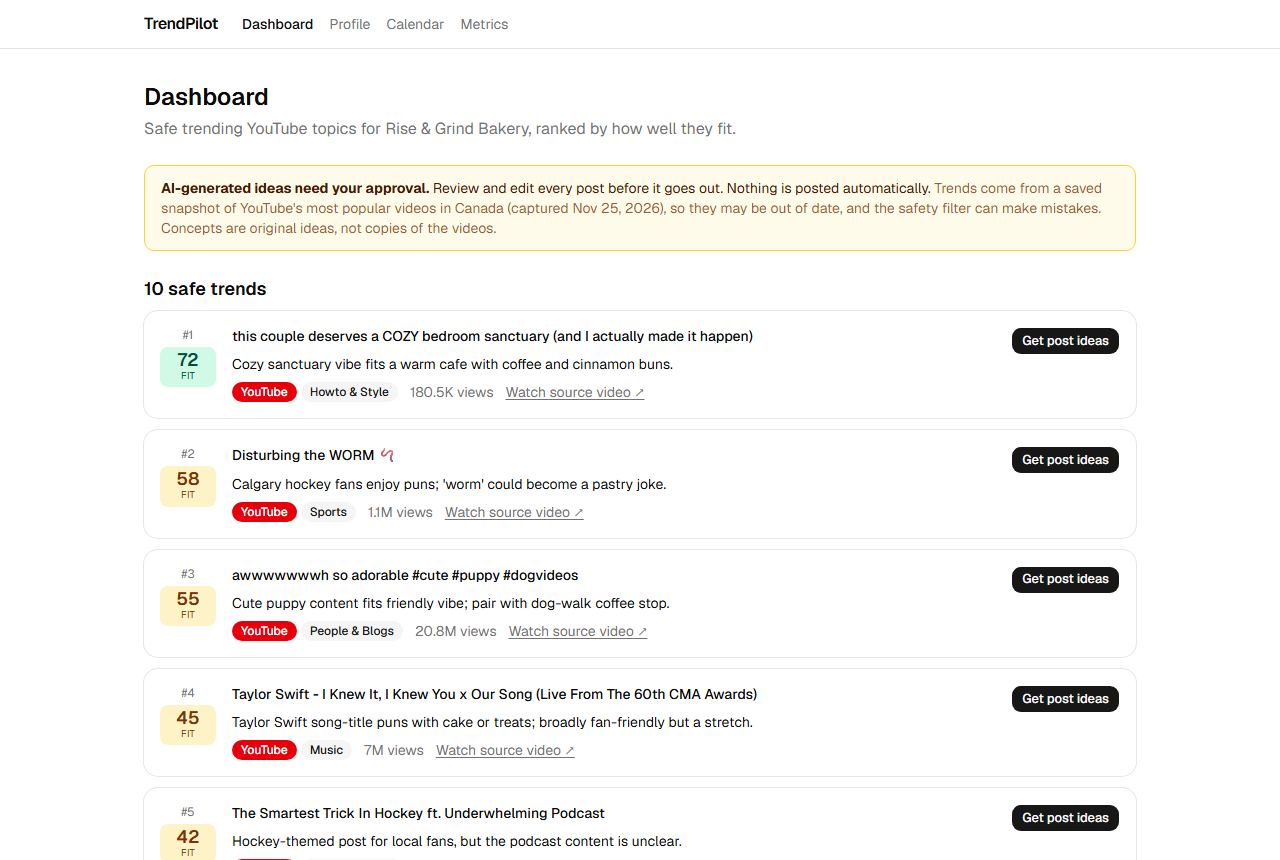 TrendPilot Dashboard Profile Calendar Metrics
Dashboard
Safe trending YouTube topics for Rise & Grind Bakery, ranked by how well they fit.
AI-generated ideas need your approval. Review and edit every post before it goes out. Nothing is posted automatically. Trends come from a saved
snapshot of YouTube's most popular videos in Canada (captured Nov 25, 2026), so they may be out of date, and the safety filter can make mistakes.
Concepts are original ideas, not copies of the videos.
10 safe trends
#1
72
FIT
this couple deserves a COZY bedroom sanctuary (and I actually made it happen)
Cozy sanctuary vibe fits a warm cafe with coffee and cinnamon buns.
YouTube Howto & Style 180.5K views Watch source video ↗
Get post ideas
#2
58
FIT
Disturbing the WORM 🪱
Calgary hockey fans enjoy puns; 'worm' could become a pastry joke.
YouTube Sports 1.1M views Watch source video ↗
Get post ideas
#3
55
FIT
awwwwwwwh so adorable #cute #puppy #dogvideos
Cute puppy content fits friendly vibe; pair with dog-walk coffee stop.
YouTube People & Blogs 20.8M views Watch source video ↗
Get post ideas
#4
45
FIT
Taylor Swift - I Knew It, I Knew You x Our Song (Live From The 60th CMA Awards)
Taylor Swift song-title puns with cake or treats; broadly fan-friendly but a stretch.
YouTube Music 7M views Watch source video ↗
Get post ideas
#5
42
FIT
The Smartest Trick In Hockey ft. Underwhelming Podcast
Hockey-themed post for local fans, but the podcast content is unclear.
Get post ideas